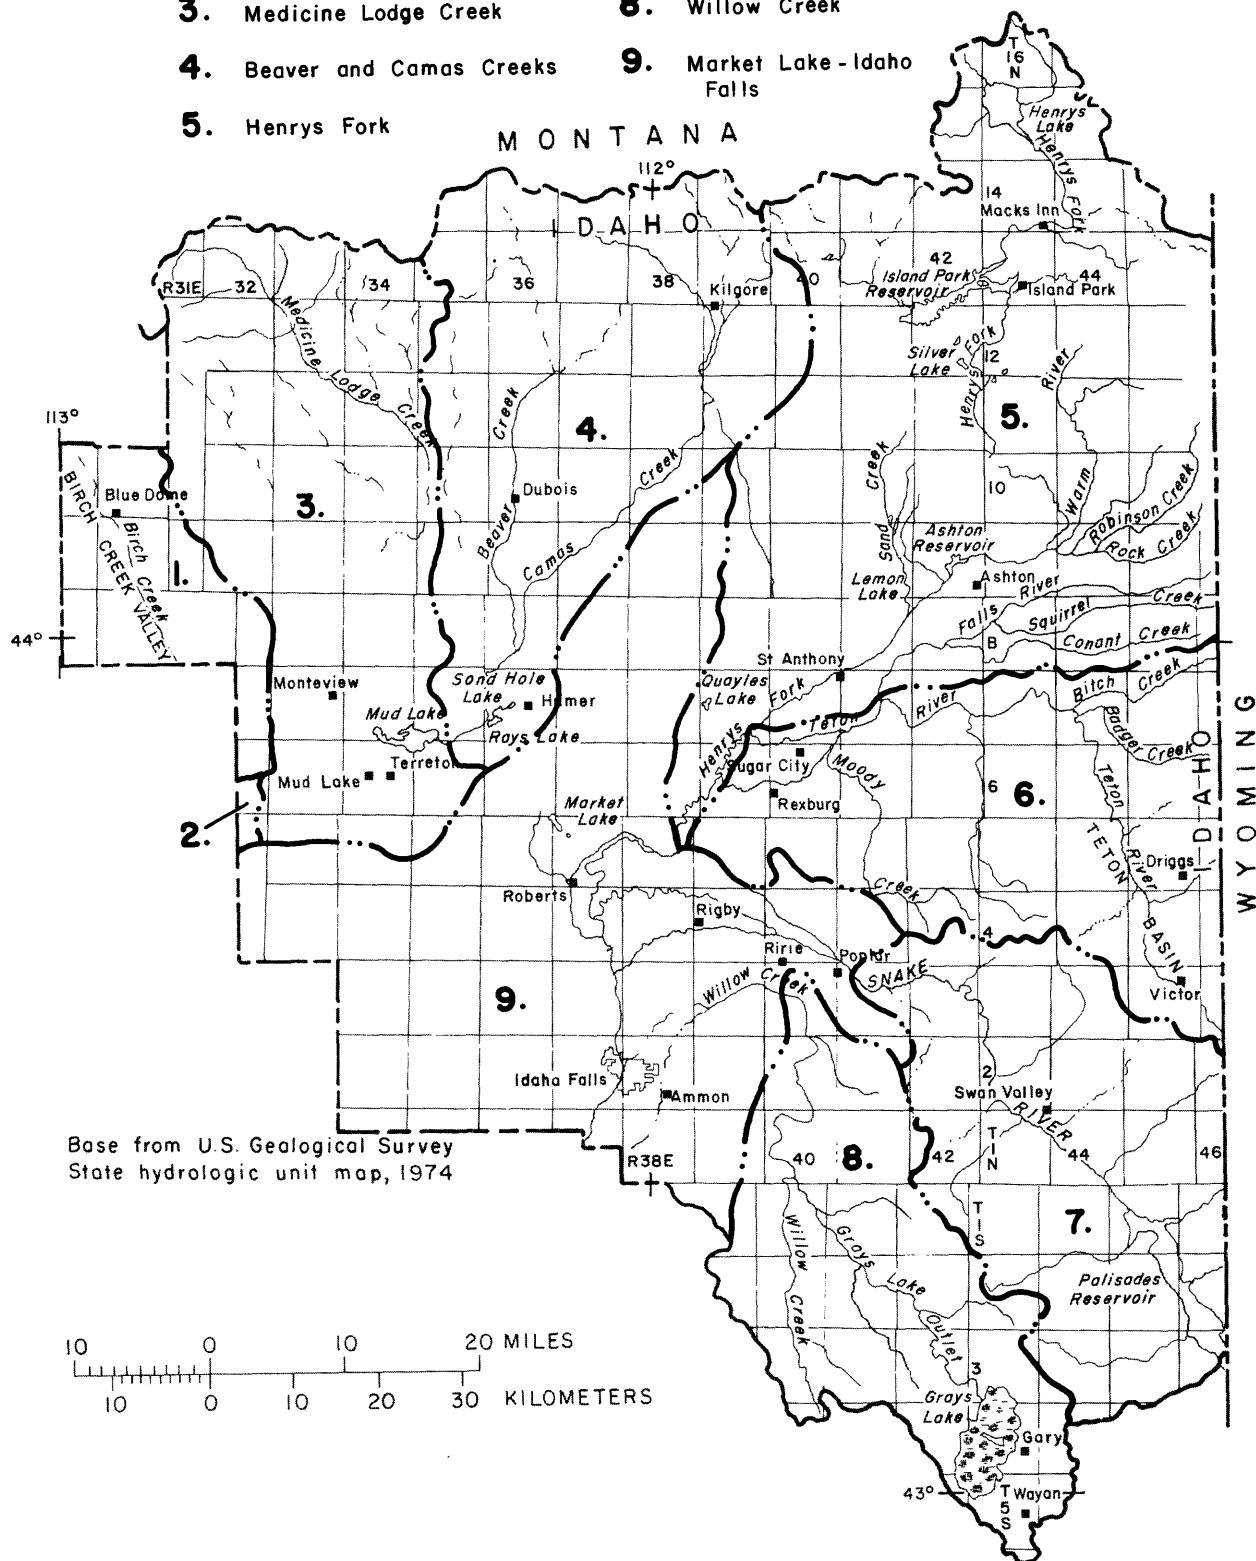 3. Medicine Lodge Creek
4. Beaver and Camas Creeks
5. Henrys Fork
8. Willow Creek
9. Market Lake-Idaho
Falls
MONTANA
112°
IDAHO
T
16
N
Henrys
Lake
Henrys Fork
14
Macks Inn
R31E
32
34
36
38
40
42
44
Kilgore
Island Park
Reservoir
Island Park
Medicine Lodge Creek
Silver
Lake
Henrys Fork
12
River
113°
4.
5.
Creek
Creek
Creek
BIRCH
CREEK VALLEY
Blue Dome
Birch Creek
1.
3.
Dubois
Beaver
Camas
10
Warm
Robinson Creek
Rock Creek
Sand
Ashton
Reservoir
Lemon
Lake
Ashton
Falls River
Squirrel Creek
Conant Creek
8
44°
St Anthony
Monteview
Sand Hole
Lake
Hamer
Quayles
Lake
Henrys Fork
Teton River
Bitch Creek
Badger Creek
Mud Lake
Rays Lake
Terreton
Mud Lake
Sugar City
Moody
Rexburg
6
6.
Teton River
IDAHO
WYOMING
2.
Market
Lake
TETON
BASIN
Driggs
Roberts
Creek
Rigby
4
Ririe
Poplar
SNAKE
Victor
9.
Willow Creek
Idaho Falls
Ammon
2
Swan Valley
RIVER
Base from U.S. Geological Survey
State hydrologic unit map, 1974
R38E
40
8.
42
T
1
N
44
46
T
1
S
7.
Willow Creek
Grays
Lake
Outlet
Palisades
Reservoir
10 0 10 20 MILES
10 0 10 20 30 KILOMETERS
3
Grays
Lake
Gary
43°
T
5
S
Wayan